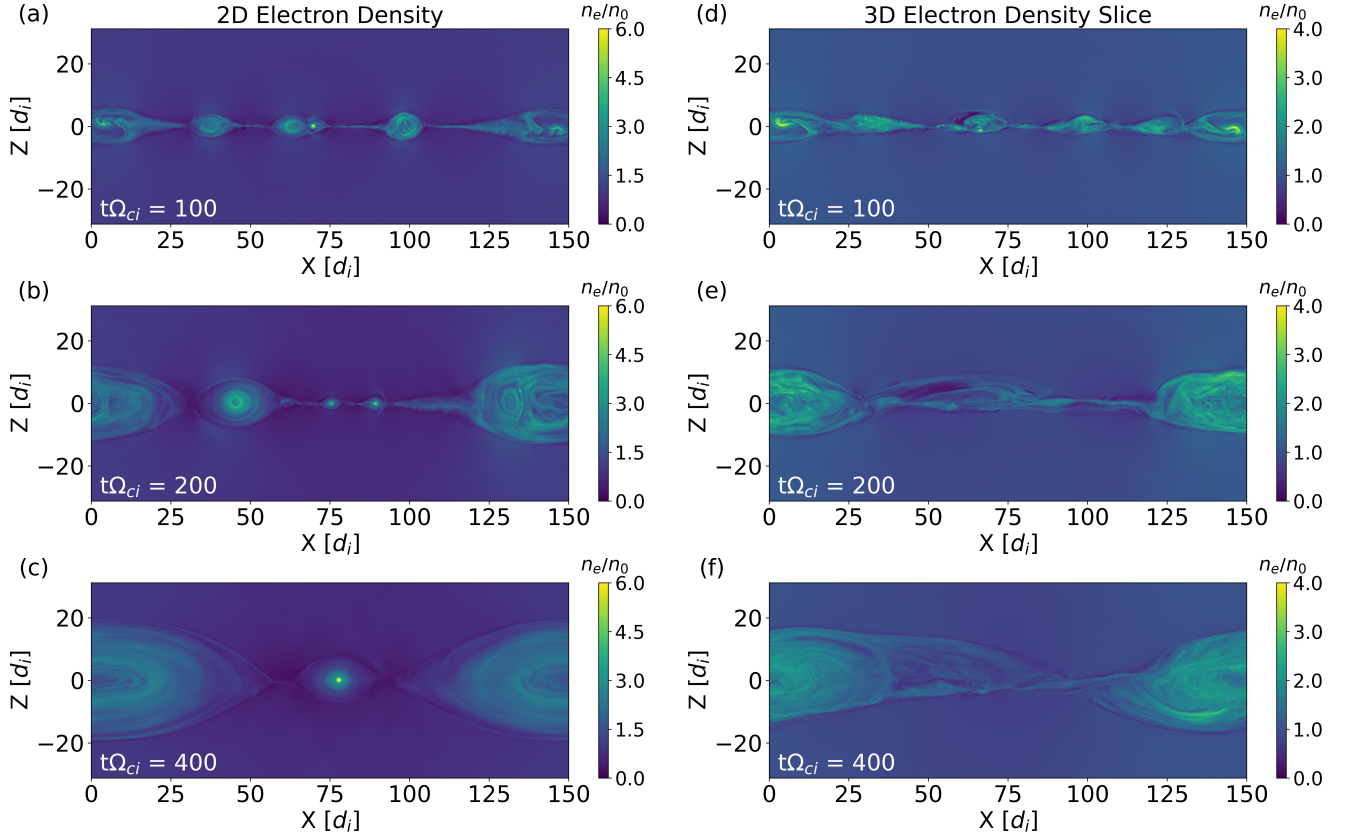 (a)
2D Electron Density
n_e/n_0
6.0
4.5
3.0
1.5
0.0
20
0
−20
Z [d_i]
tΩ_ci = 100
0 25 50 75 100 125 150
X [d_i]
(d)
3D Electron Density Slice
n_e/n_0
4.0
3.0
2.0
1.0
0.0
20
0
−20
Z [d_i]
tΩ_ci = 100
0 25 50 75 100 125 150
X [d_i]
(b)
n_e/n_0
6.0
4.5
3.0
1.5
0.0
20
0
−20
Z [d_i]
tΩ_ci = 200
0 25 50 75 100 125 150
X [d_i]
(e)
n_e/n_0
4.0
3.0
2.0
1.0
0.0
20
0
−20
Z [d_i]
tΩ_ci = 200
0 25 50 75 100 125 150
X [d_i]
(c)
n_e/n_0
6.0
4.5
3.0
1.5
0.0
20
0
−20
Z [d_i]
tΩ_ci = 400
0 25 50 75 100 125 150
X [d_i]
(f)
n_e/n_0
4.0
3.0
2.0
1.0
0.0
20
0
−20
Z [d_i]
tΩ_ci = 400
0 25 50 75 100 125 150
X [d_i]